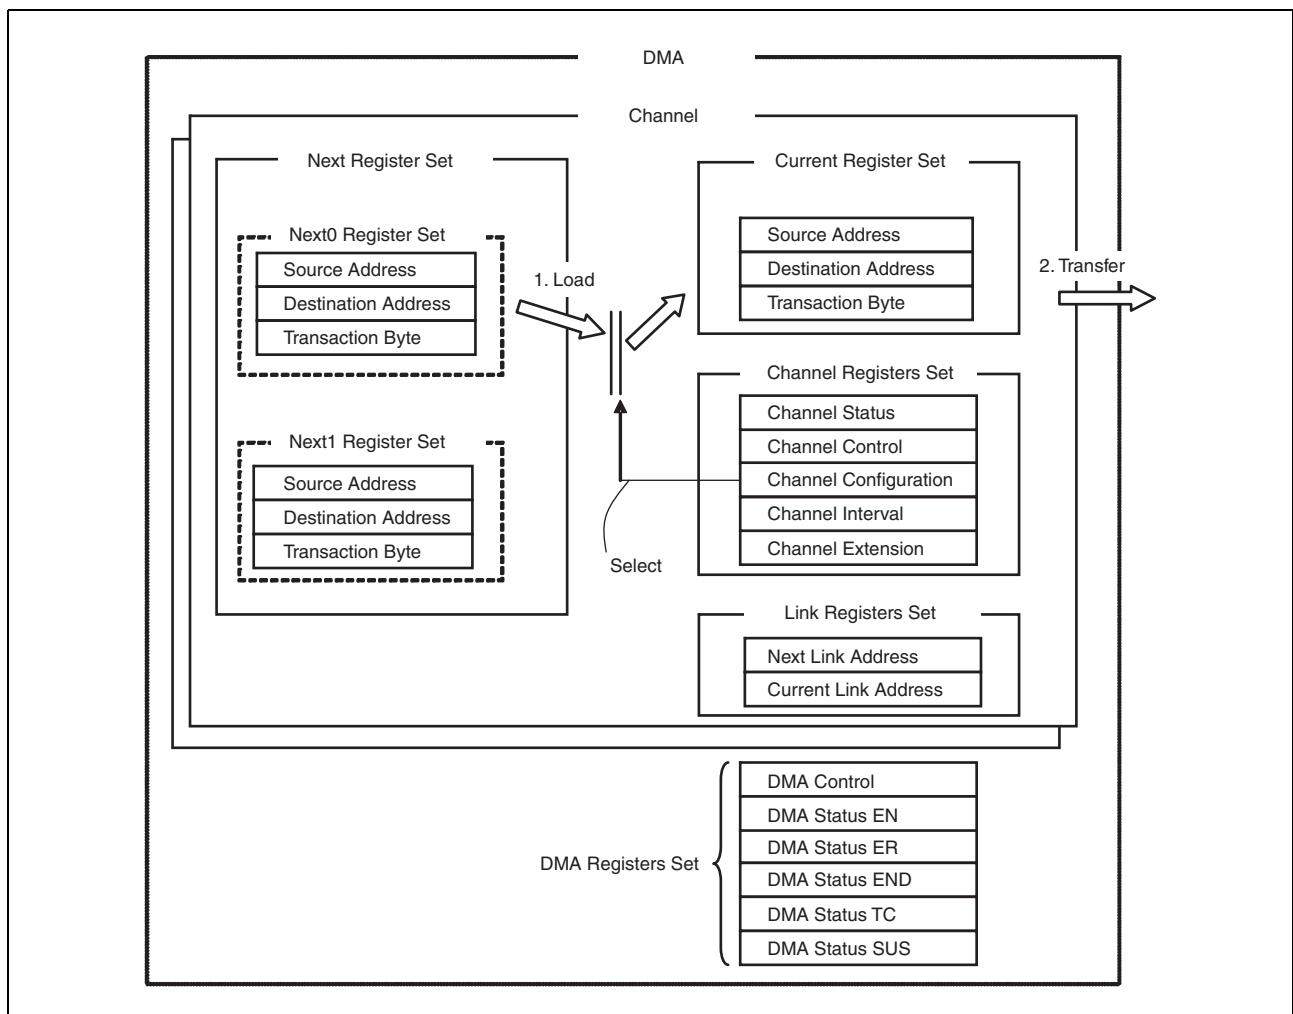 DMA
Channel
Next Register Set
Next0 Register Set
Source Address
Destination Address
Transaction Byte
Next1 Register Set
Source Address
Destination Address
Transaction Byte
1. Load
Select
Current Register Set
Source Address
Destination Address
Transaction Byte
2. Transfer
Channel Registers Set
Channel Status
Channel Control
Channel Configuration
Channel Interval
Channel Extension
Link Registers Set
Next Link Address
Current Link Address
DMA Registers Set
DMA Control
DMA Status EN
DMA Status ER
DMA Status END
DMA Status TC
DMA Status SUS